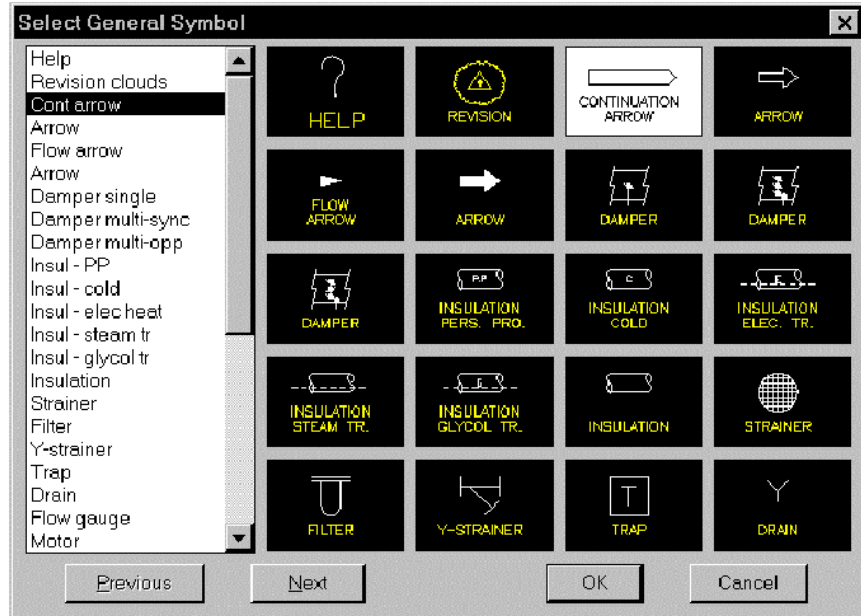 Select General Symbol
Help
Revision clouds
Cont arrow
Arrow
Flow arrow
Arrow
Damper single
Damper multi-sync
Damper multi-opp
Insul - PP
Insul - cold
Insul - elec heat
Insul - steam tr
Insul - glycol tr
Insulation
Strainer
Filter
Y-strainer
Trap
Drain
Flow gauge
Motor
?
HELP
REVISION
CONTINUATION
ARROW
ARROW
FLOW
ARROW
ARROW
DAMPER
DAMPER
DAMPER
P.P
INSULATION
PERS. PRO.
C
INSULATION
COLD
E
INSULATION
ELEC. TR.
INSULATION
STEAM TR.
INSULATION
GLYCOL TR.
INSULATION
STRAINER
FILTER
Y-STRAINER
T
TRAP
DRAIN
Previous
Next
OK
Cancel